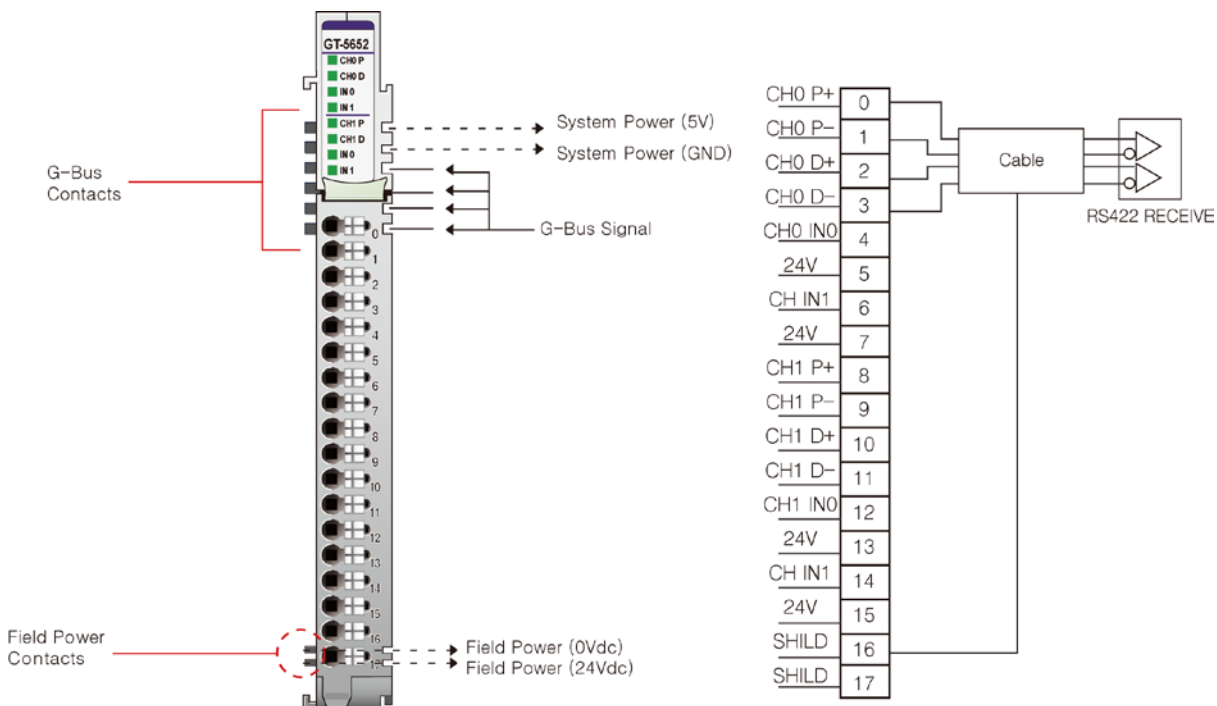 GT-5652
CH0 P
CH0 D
IN 0
IN 1
CH1 P
CH1 D
IN 0
IN 1
0
1
2
3
4
5
6
7
8
9
10
11
12
13
14
15
16
G-Bus
Contacts
System Power (5V)
System Power (GND)
G-Bus Signal
Field Power
Contacts
Field Power (0Vdc)
Field Power (24Vdc)
CH0 P+ 0
CH0 P- 1
CH0 D+ 2
CH0 D- 3
CH0 IN0 4
24V 5
CH IN1 6
24V 7
CH1 P+ 8
CH1 P- 9
CH1 D+ 10
CH1 D- 11
CH1 IN0 12
24V 13
CH IN1 14
24V 15
SHILD 16
SHILD 17
Cable
RS422 RECEIVE